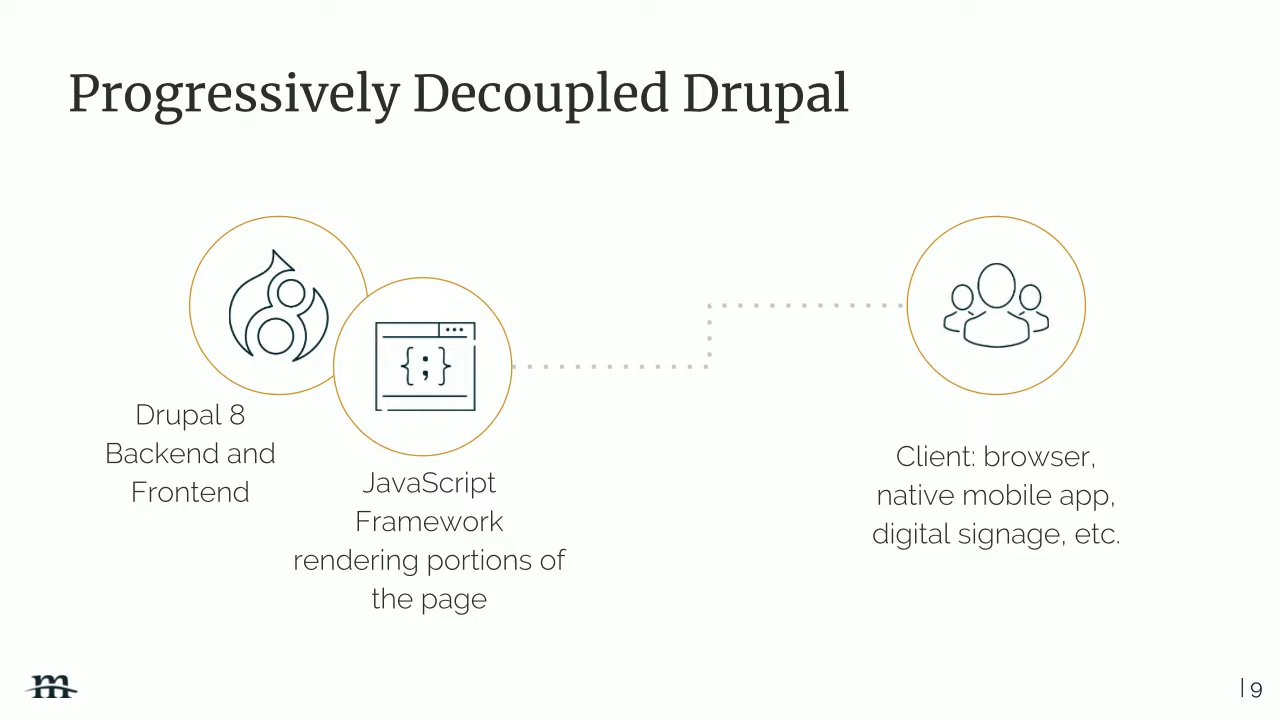 Progressively Decoupled Drupal
{;}
Drupal 8
Backend and
Frontend
JavaScript
Framework
rendering portions of
the page
Client: browser,
native mobile app,
digital signage, etc.
m
| 9